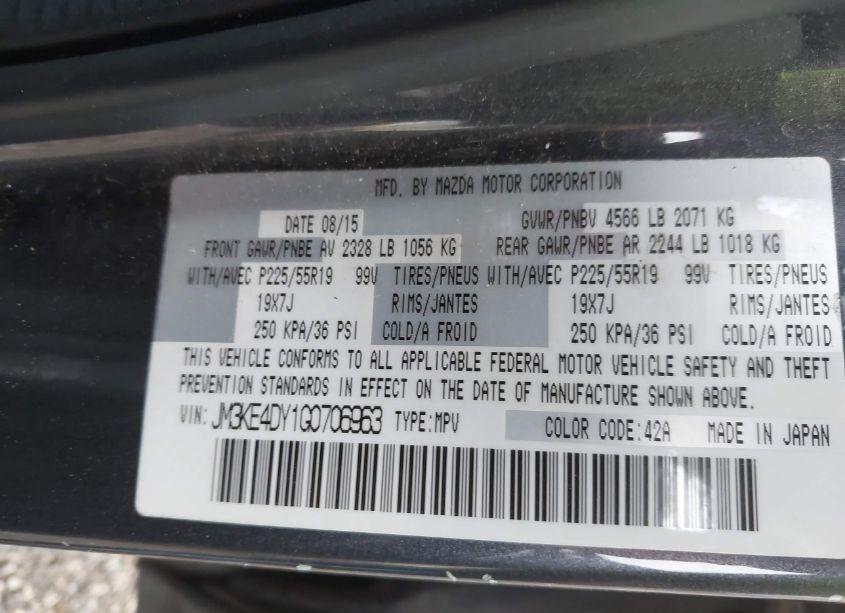 MFD. BY MAZDA MOTOR CORPORATION
DATE 08/15 GVWR/PNBV 4566 LB 2071 KG
FRONT GAWR/PNBE AV 2328 LB 1056 KG REAR GAWR/PNBE AR 2244 LB 1018 KG
WITH/AVEC P225/55R19 99V TIRES/PNEUS WITH/AVEC P225/55R19 99V TIRES/PNEUS
19X7J RIMS/JANTES 19X7J RIMS/JANTES
250 KPA/36 PSI COLD/A FROID 250 KPA/36 PSI COLD/A FROID
THIS VEHICLE CONFORMS TO ALL APPLICABLE FEDERAL MOTOR VEHICLE SAFETY AND THEFT
PREVENTION STANDARDS IN EFFECT ON THE DATE OF MANUFACTURE SHOWN ABOVE.
VIN: JM3KE4DY1G0706963 TYPE:MPV COLOR CODE:42A MADE IN JAPAN